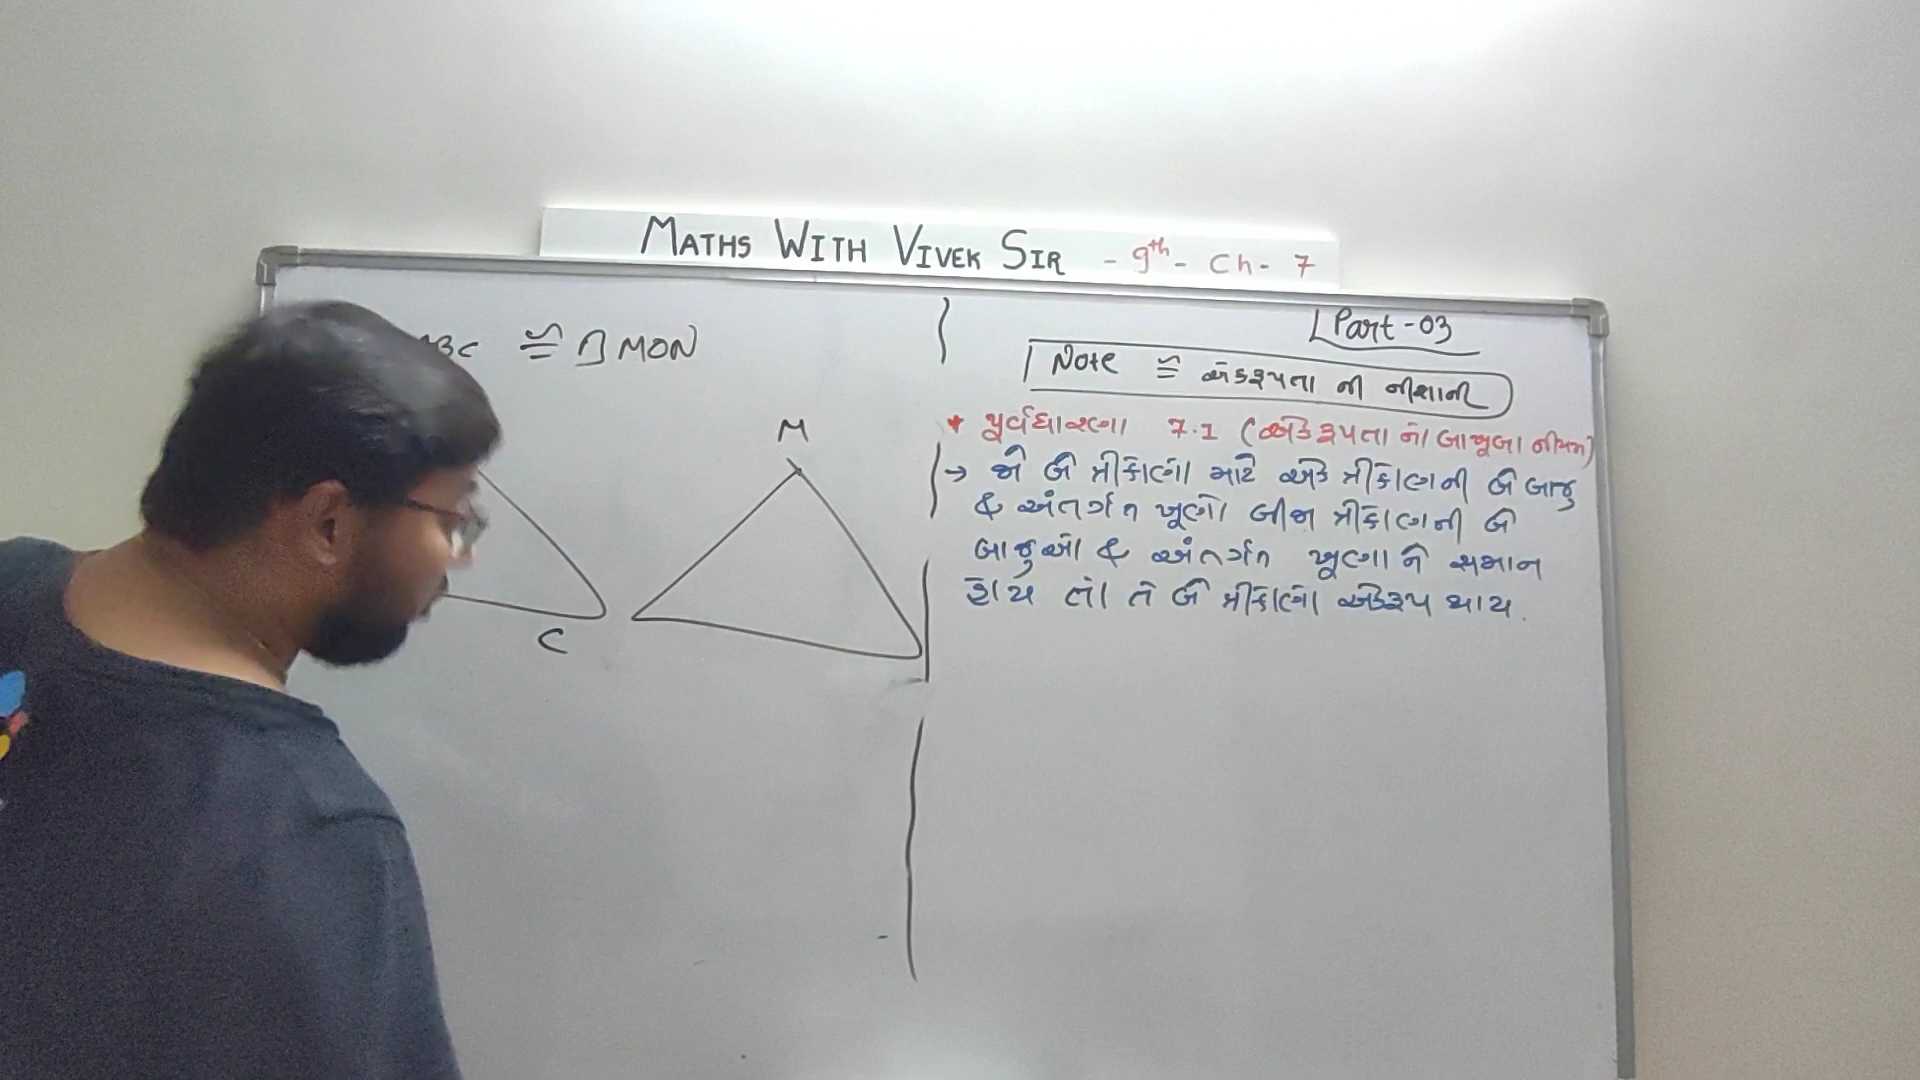 MATHS WITH VIVEK SIR - 9th - Ch - 7
BC ≅ △ MON
M
C
Part - 03
Note ≅ એકરૂપતા ની નીશાની
* પૂર્વધારણા 7.1 (એકરૂપતા નો બાખૂબા નીયમ)
→ જો બે ત્રીકોણો માટે એક ત્રીકોણની બે બાજુ
& અંતર્ગત ખૂણો બીજા ત્રીકોણની બે
બાજુઓ & અંતર્ગત ખૂણા ને સમાન
હોય તો તે બે ત્રીકોણો એકરૂપ થાય.